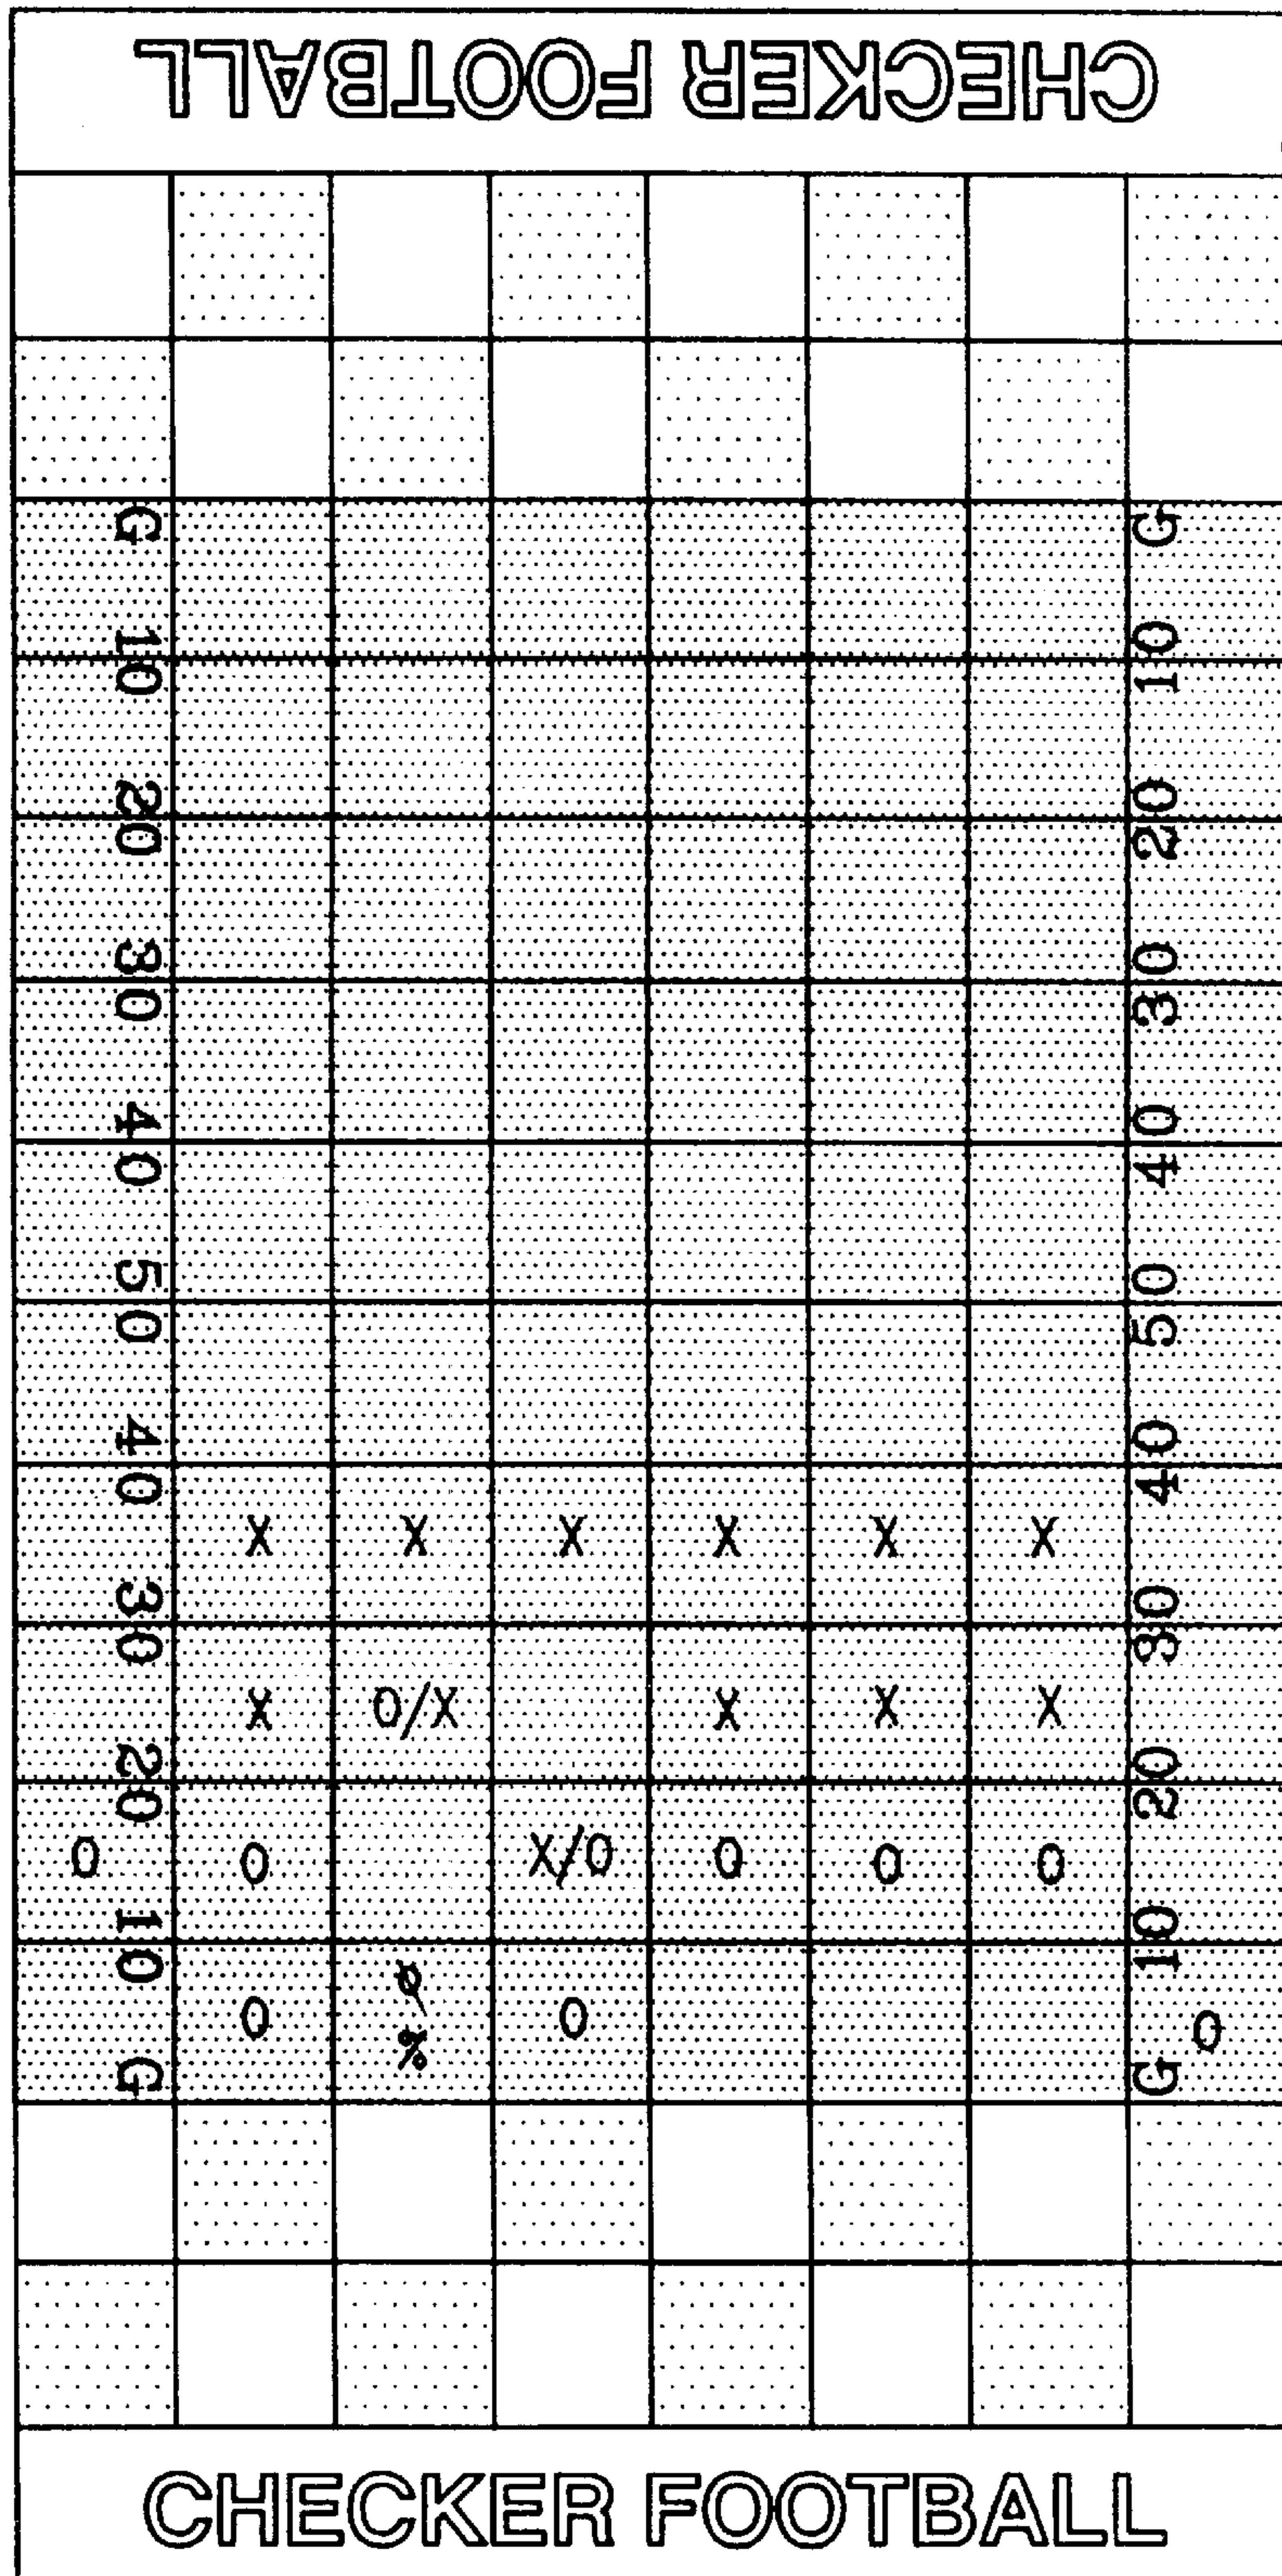 CHECKER FOOTBALL
G G
10 10
20 20
30 30
40 40
50 50
40 40
X X X X X X
30 30
X O/X X X X
20 20
O O X/O O O O
10 10
O Ø O O
%
G G
CHECKER FOOTBALL